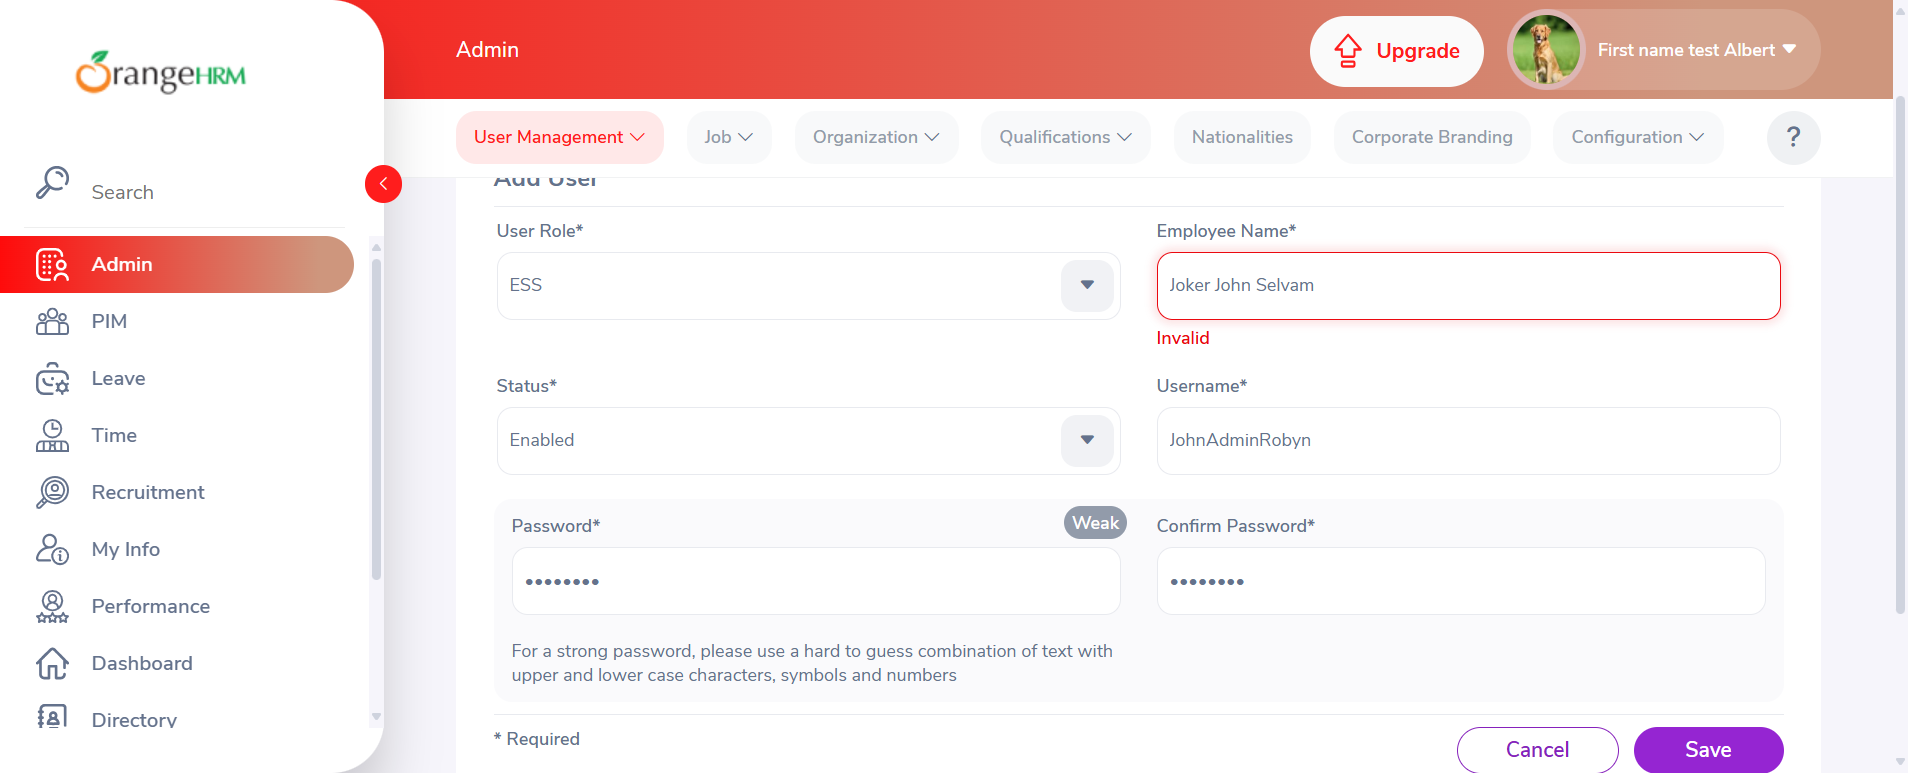 OrangeHRM
Admin
Upgrade
First name test Albert
User Management
Job
Organization
Qualifications
Nationalities
Corporate Branding
Configuration
?
Search
Admin
PIM
Leave
Time
Recruitment
My Info
Performance
Dashboard
Directory
Add User
User Role*
ESS
Employee Name*
Joker John Selvam
Invalid
Status*
Enabled
Username*
JohnAdminRobyn
Password*
Weak
••••••••
Confirm Password*
••••••••
For a strong password, please use a hard to guess combination of text with
upper and lower case characters, symbols and numbers
* Required
Cancel
Save